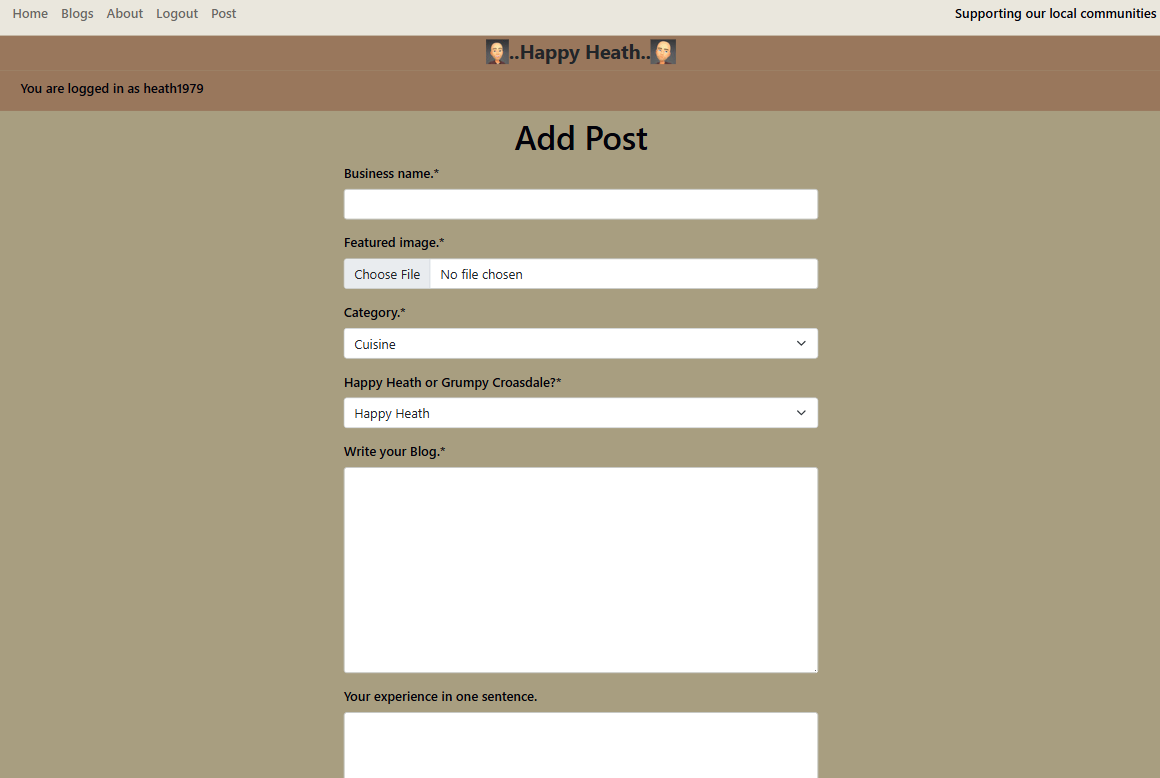 Home Blogs About Logout Post Supporting our local communities
..Happy Heath..
You are logged in as heath1979
Add Post
Business name.*
Featured image.*
Choose File No file chosen
Category.*
Cuisine
Happy Heath or Grumpy Croasdale?*
Happy Heath
Write your Blog.*
Your experience in one sentence.